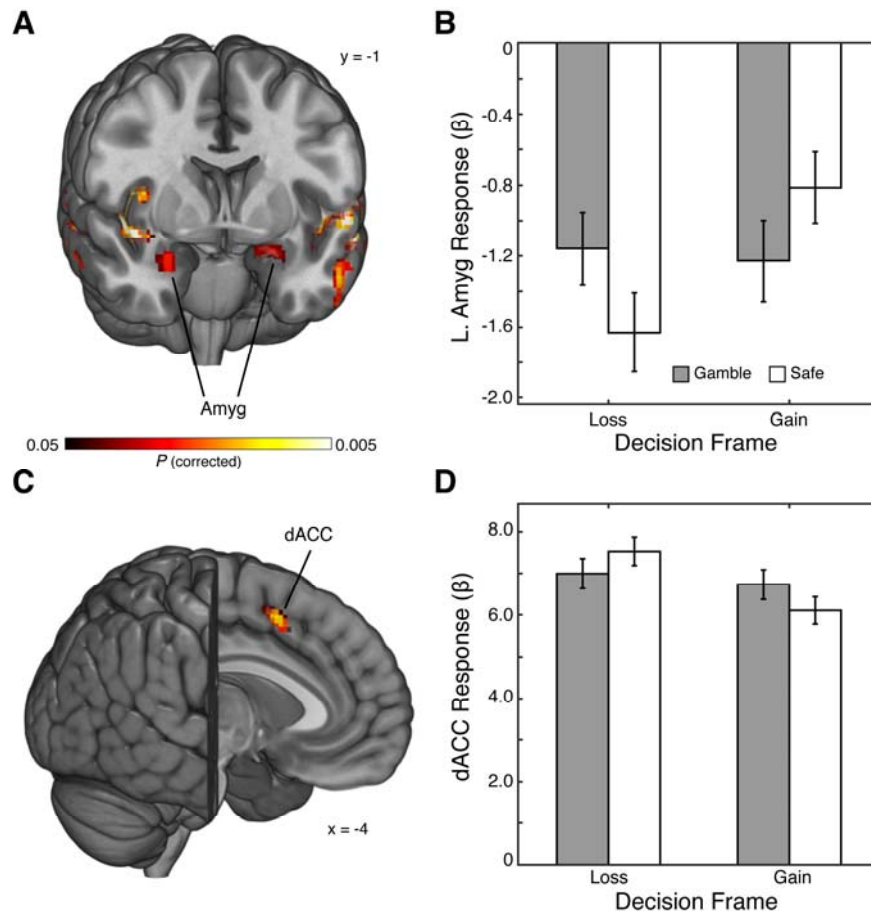 A
y = -1
Amyg
0.05
0.005
P (corrected)
B
0
-0.4
-0.8
-1.2
-1.6
-2.0
L. Amyg Response (β)
Gamble
Safe
Loss
Gain
Decision Frame
C
dACC
x = -4
D
8.0
6.0
4.0
2.0
0
dACC Response (β)
Loss
Gain
Decision Frame